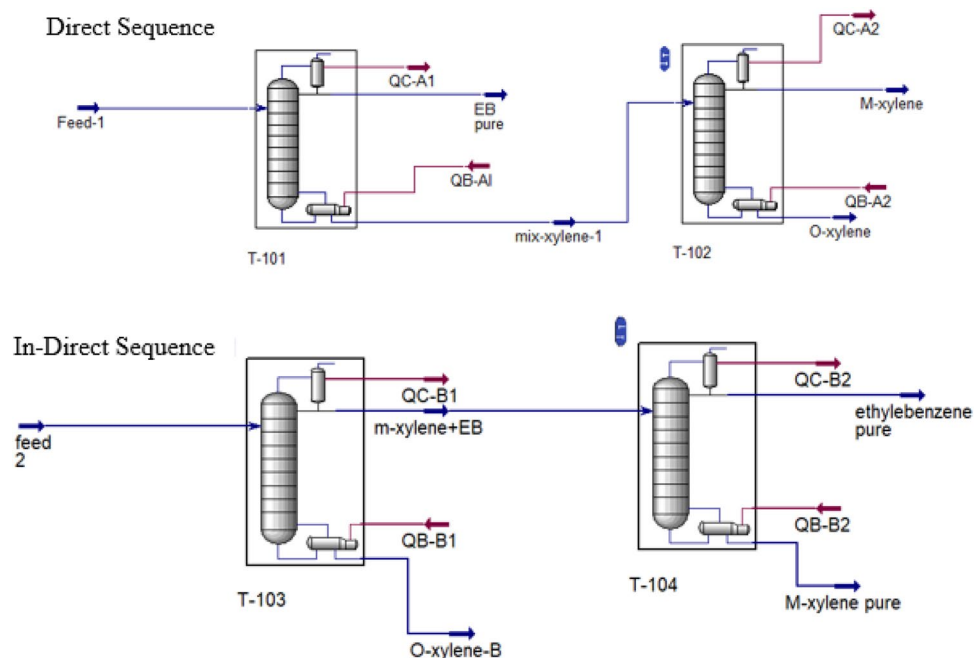 Direct Sequence
QC-A2
QC-A1
Feed-1
EB
pure
M-xylene
QB-AI
QB-A2
mix-xylene-1
O-xylene
T-101
T-102
In-Direct Sequence
QC-B1
QC-B2
m-xylene+EB
ethylebenzene
pure
feed
2
QB-B1
QB-B2
T-103
T-104
M-xylene pure
O-xylene-B